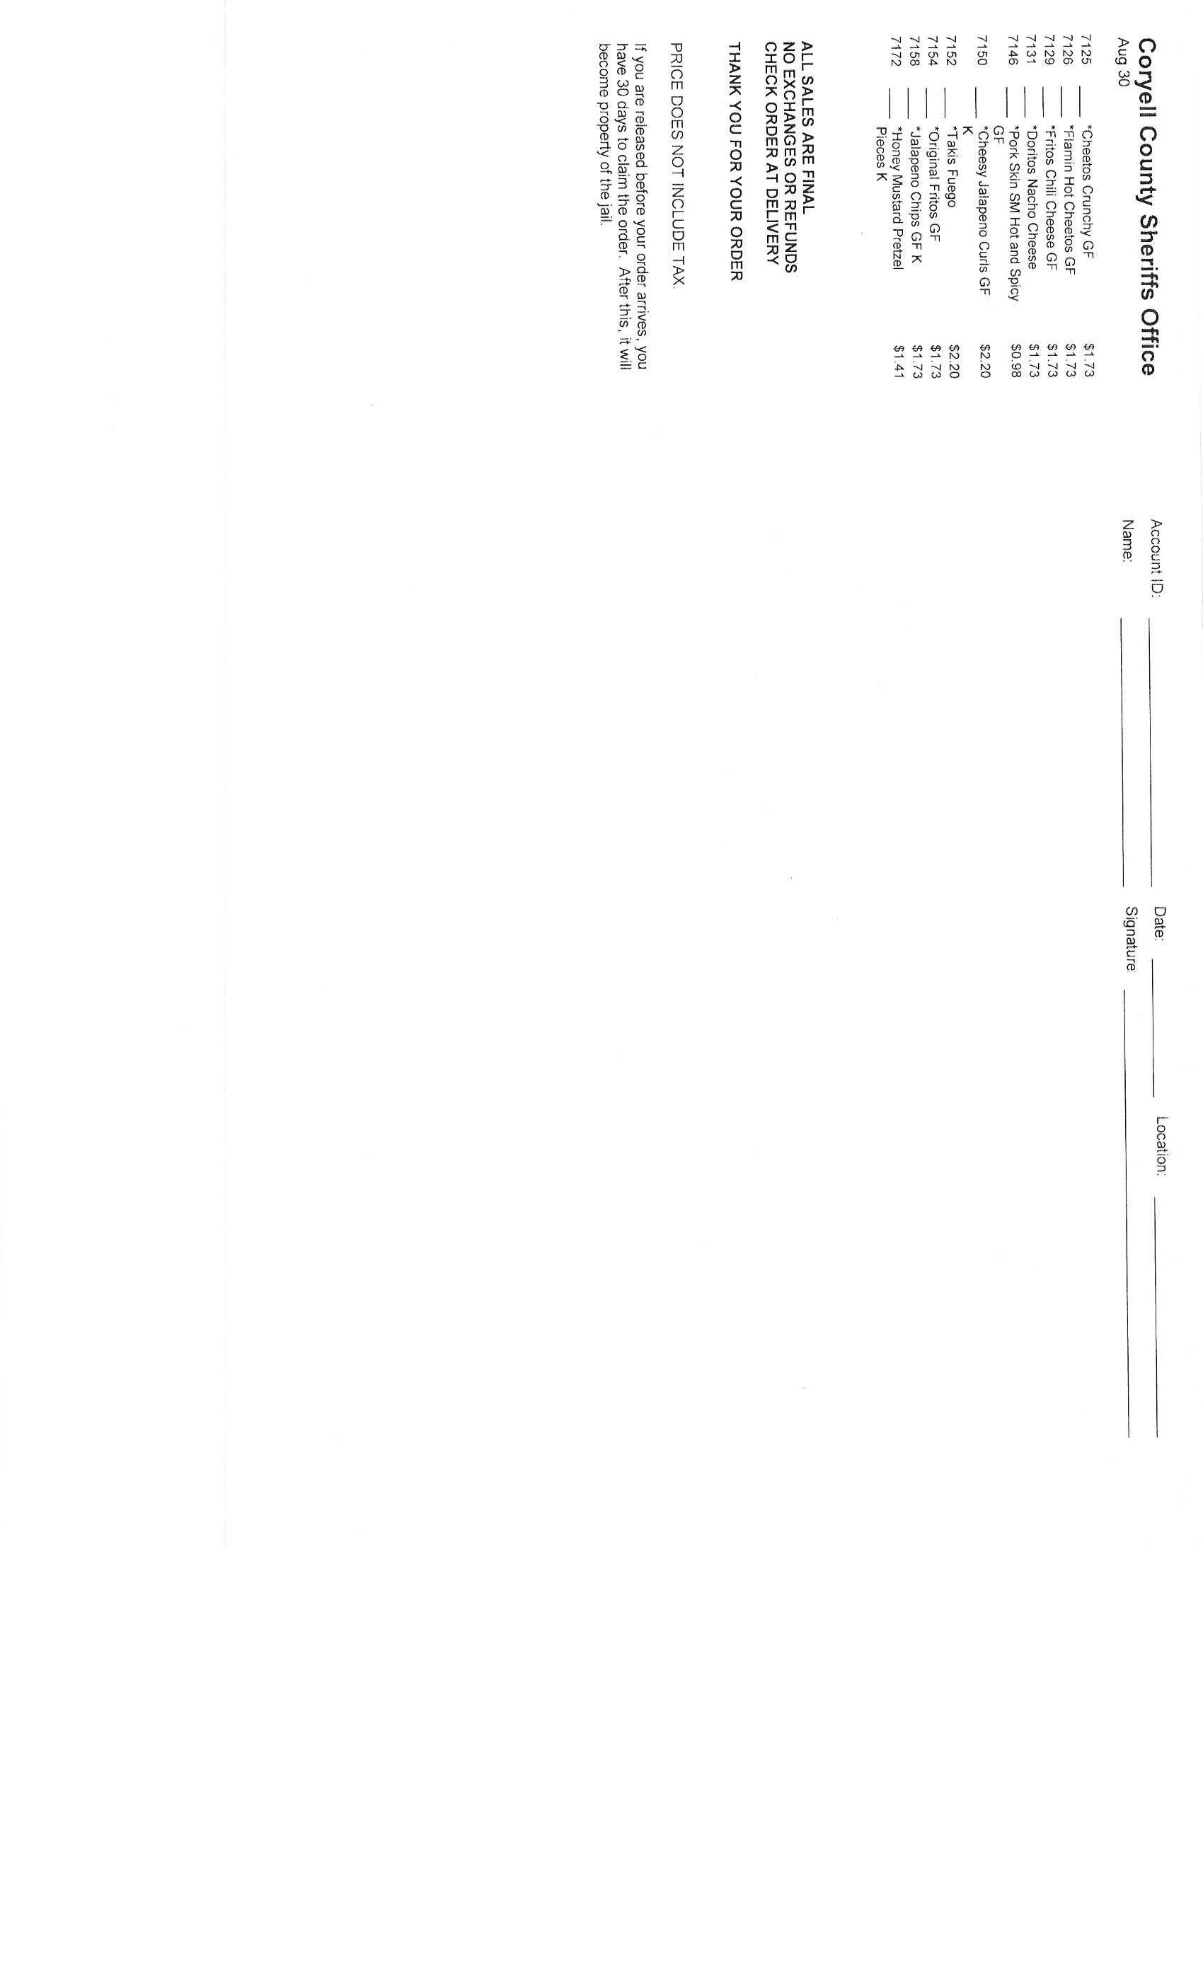 Coryell County Sheriffs Office
Aug 30
Account ID: Date: Location:
Name: Signature
7125 *Cheetos Crunchy GF $1.73
7126 *Flamin Hot Cheetos GF $1.73
7129 *Fritos Chili Cheese GF $1.73
7131 *Doritos Nacho Cheese $1.73
7146 *Pork Skin SM Hot and Spicy $0.98
GF
7150 *Cheesy Jalapeno Curls GF $2.20
K
7152 *Takis Fuego $2.20
7154 *Original Fritos GF $1.73
7158 *Jalapeno Chips GF K $1.73
7172 *Honey Mustard Pretzel $1.41
Pieces K
ALL SALES ARE FINAL
NO EXCHANGES OR REFUNDS
CHECK ORDER AT DELIVERY
THANK YOU FOR YOUR ORDER
PRICE DOES NOT INCLUDE TAX.
If you are released before your order arrives, you
have 30 days to claim the order. After this, it will
become property of the jail.